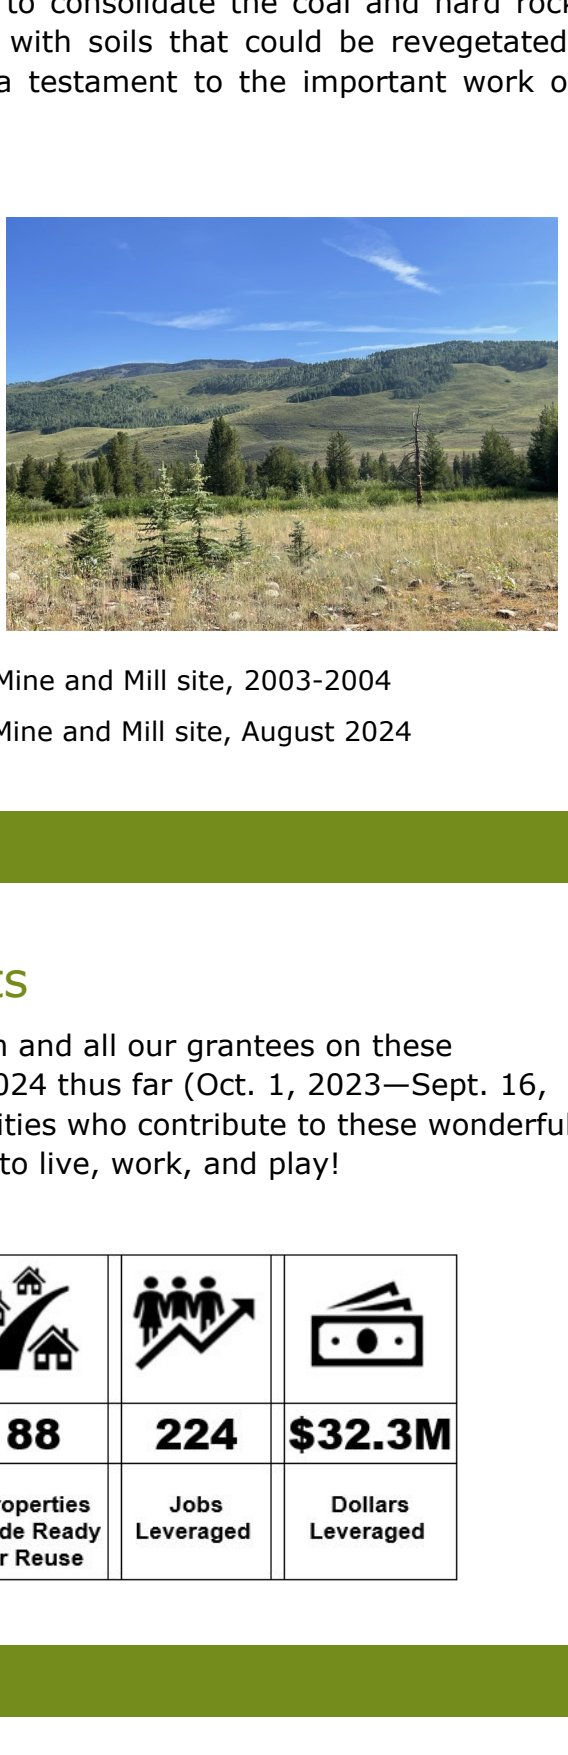 to consolidate the coal and hard rock
with soils that could be revegetated
a testament to the important work o
Mine and Mill site, 2003-2004
Mine and Mill site, August 2024
ts
n and all our grantees on these
024 thus far (Oct. 1, 2023—Sept. 16,
ities who contribute to these wonderful
to live, work, and play!
88
224
$32.3M
roperties
de Ready
r Reuse
Jobs
Leveraged
Dollars
Leveraged